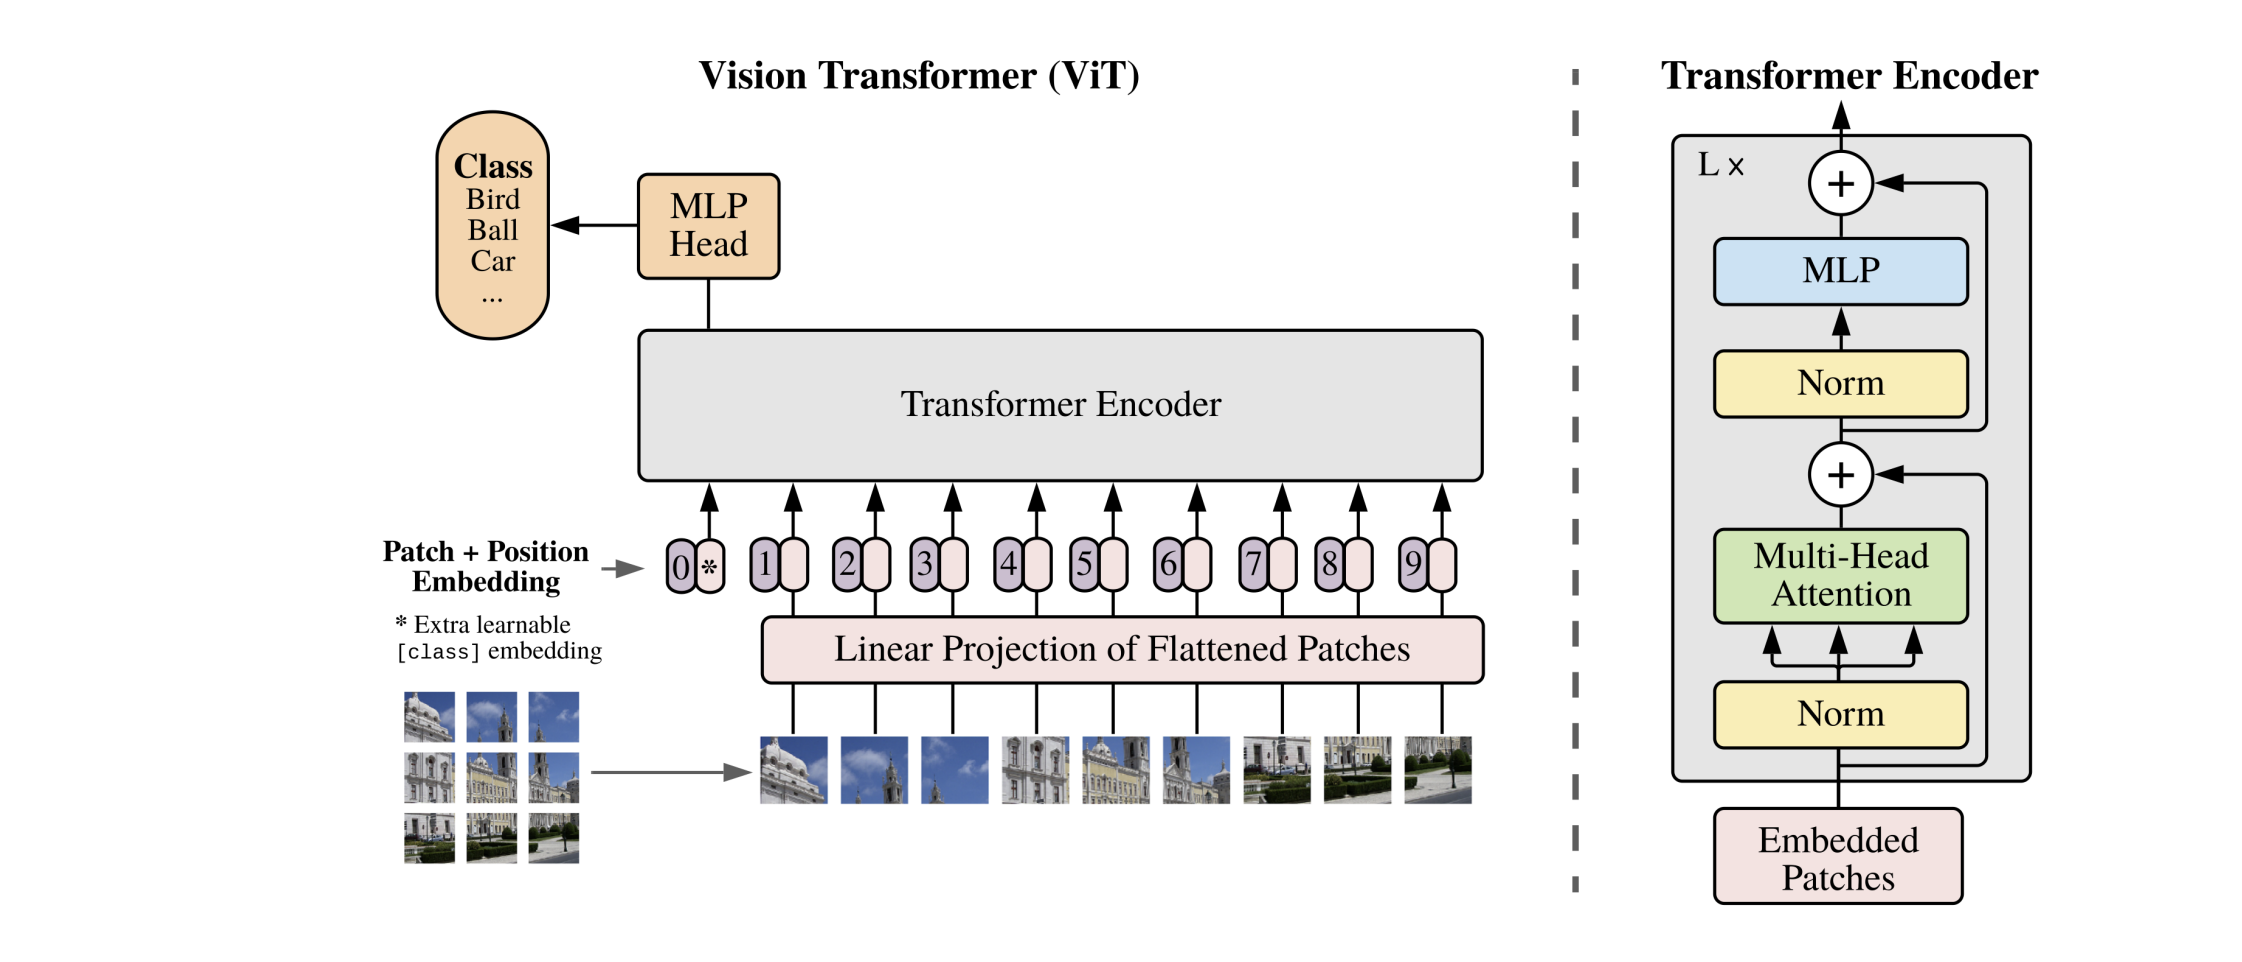 Vision Transformer (ViT)
Class
Bird
Ball
Car
...
MLP
Head
Transformer Encoder
Patch + Position
Embedding
* Extra learnable
[class] embedding
0 * 1 2 3 4 5 6 7 8 9
Linear Projection of Flattened Patches
Transformer Encoder
L ×
+
MLP
Norm
+
Multi-Head
Attention
Norm
Embedded
Patches